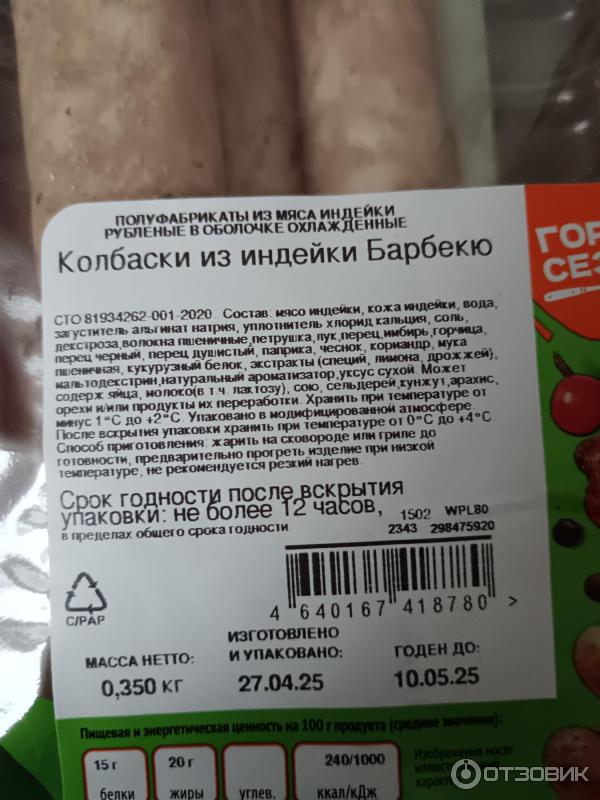 ПОЛУФАБРИКАТЫ ИЗ МЯСА ИНДЕЙКИ
РУБЛЕНЫЕ В ОБОЛОЧКЕ ОХЛАЖДЕННЫЕ
Колбаски из индейки Барбекю
ГОР
СЕЗ
СТО 81934262-001-2020. Состав: мясо индейки, кожа индейки, вода,
загуститель альгинат натрия, уплотнитель хлорид кальция, соль,
декстроза,волокна пшеничные,петрушка,лук,перец,имбирь,горчица,
перец черный, перец душистый, паприка, чеснок, кориандр, мука
пшеничная, кукурузный белок, экстракты (специй, лимона, дрожжей),
мальтодекстрин,натуральный ароматизатор,уксус сухой. Может
содерж.яйца, молоко(в т.ч. лактозу), сою, сельдерей,кунжут,арахис,
орехи и/или продукты их переработки. Хранить при температуре от
минус 1°С до +2°С. Упаковано в модифицированной атмосфере.
После вскрытия упаковки хранить при температуре от 0°С до +4°С.
Способ приготовления: жарить на сковороде или гриле до
готовности, предварительно прогреть изделие при низкой
температуре, не рекомендуется резкий нагрев.
Срок годности после вскрытия
упаковки: не более 12 часов,
в пределах общего срока годности.
1502 WPL80
2343 298475920
4 640167 418780 >
C/PAP
МАССА НЕТТО:
0,350 КГ
ИЗГОТОВЛЕНО
И УПАКОВАНО:
27.04.25
ГОДЕН ДО:
10.05.25
Пищевая и энергетическая ценность на 100 г продукта (средние значения):
15 г
белки
20 г
жиры
углев.
240/1000
ккал/кДж
Изображения носят
ОТЗОВИК